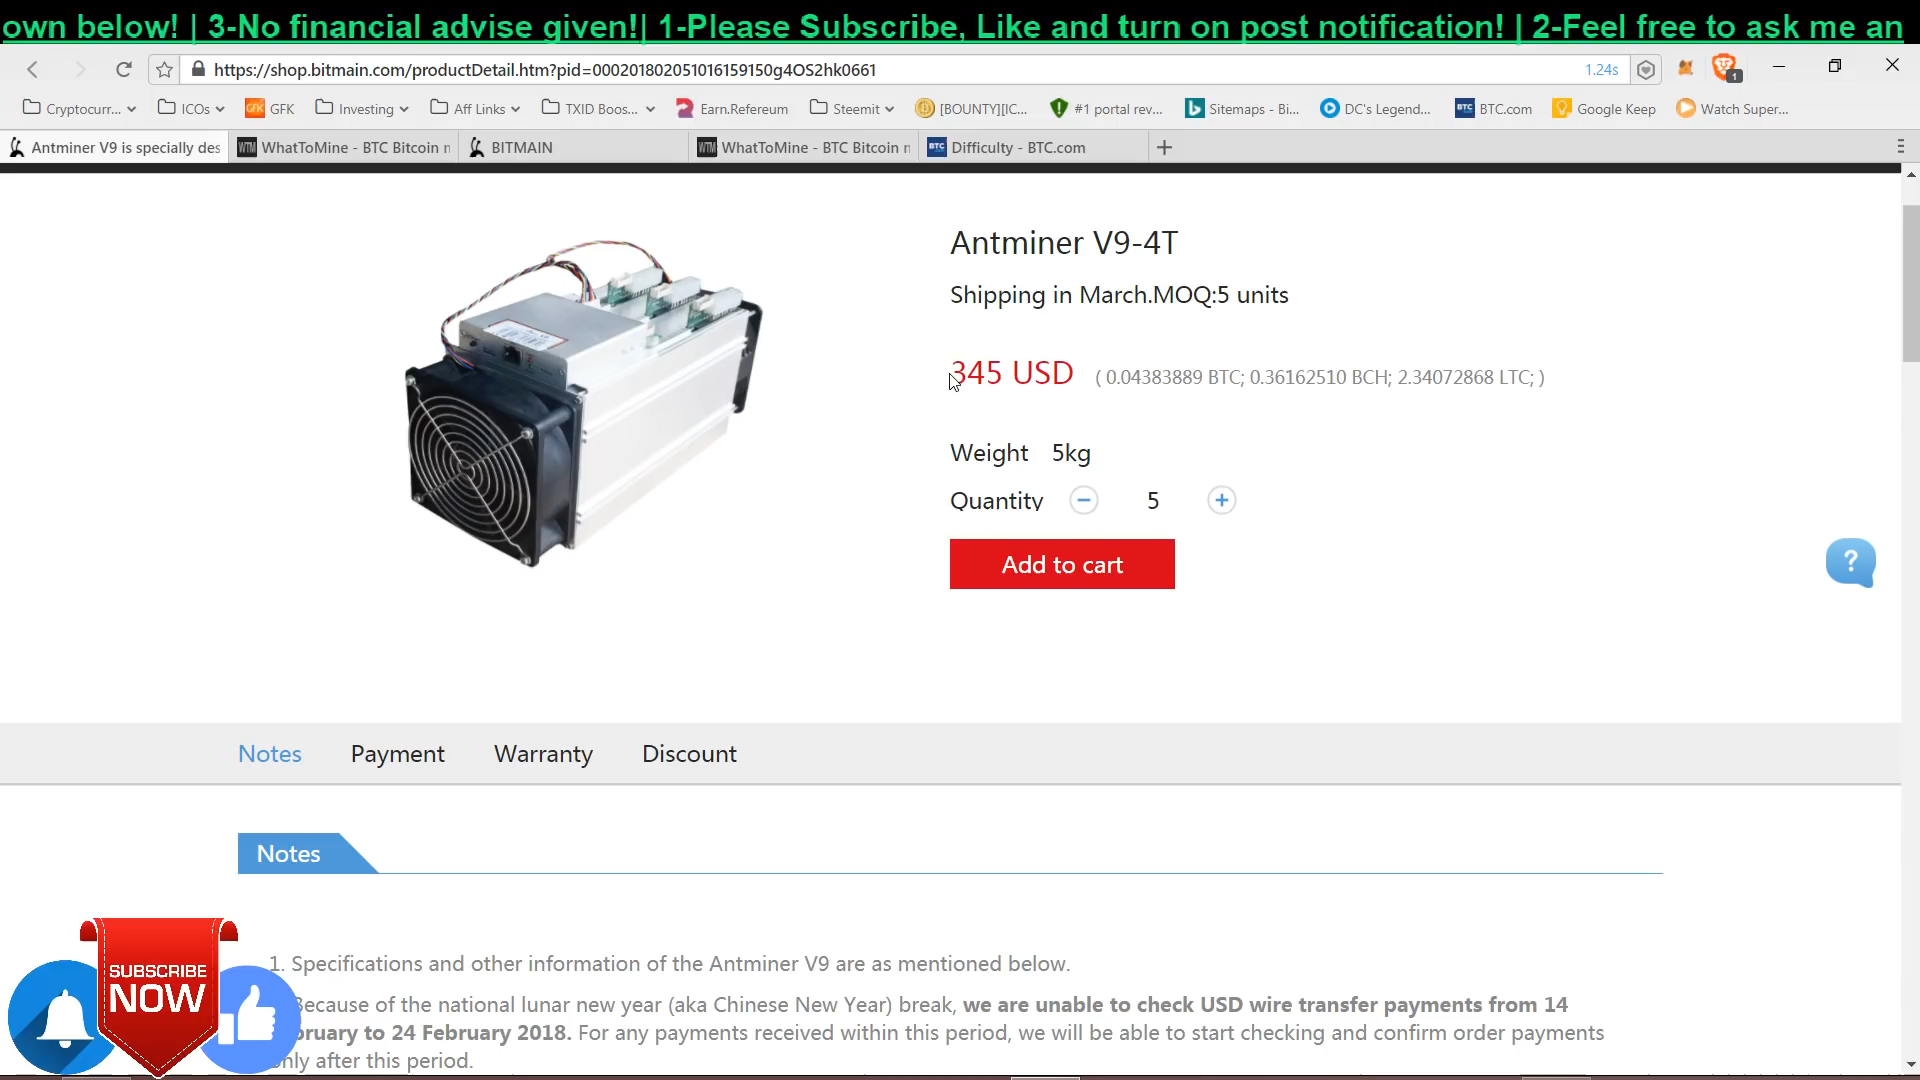 own below! | 3-No financial advise given!| 1-Please Subscribe, Like and turn on post notification! | 2-Feel free to ask me an
https://shop.bitmain.com/productDetail.htm?pid=00020180205101615915​0g4OS2hk0661 1.24s 1
Cryptocurr... ICOs GFK GFK Investing Aff Links TXID Boos... Earn.Refereum Steemit [BOUNTY][IC... #1 portal rev... Sitemaps - Bi... DC's Legend... BTC BTC.com Google Keep Watch Super...
Antminer V9 is specially des WTM WhatToMine - BTC Bitcoin n BITMAIN WTM WhatToMine - BTC Bitcoin n BTC Difficulty - BTC.com
Antminer V9-4T
Shipping in March.MOQ:5 units
345 USD ( 0.04383889 BTC; 0.36162510 BCH; 2.34072868 LTC; )
Weight 5kg
Quantity − 5 +
Add to cart
?
Notes Payment Warranty Discount
Notes
1. Specifications and other information of the Antminer V9 are as mentioned below.
Because of the national lunar new year (aka Chinese New Year) break, we are unable to check USD wire transfer payments from 14
bruary to 24 February 2018. For any payments received within this period, we will be able to start checking and confirm order payments
only after this period.
SUBSCRIBE
NOW